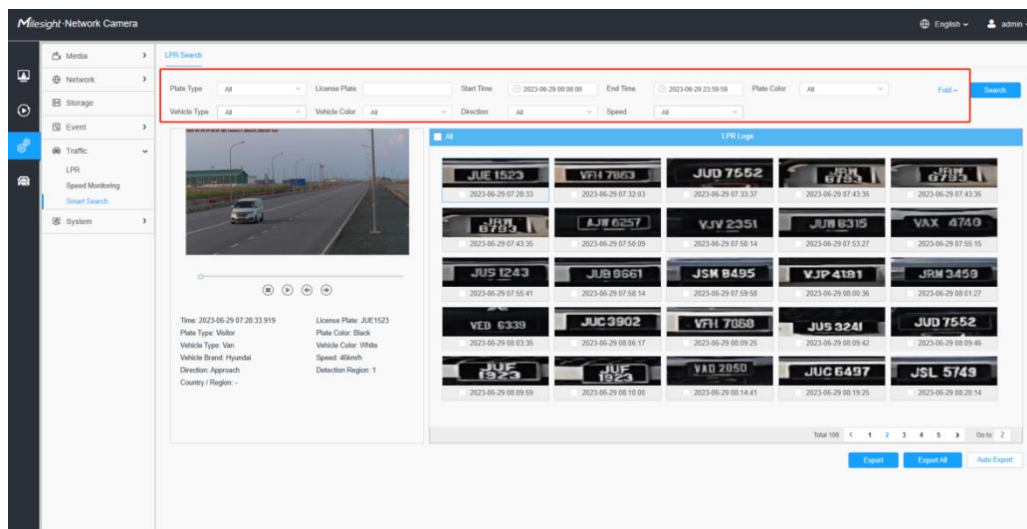 Milesight-Network Camera
English
admin
Media
Network
Storage
Event
Traffic
LPR
Speed Monitoring
Smart Search
System
LPR Search
Plate Type All License Plate Start Time 2023-06-29 00:00:00 End Time 2023-06-29 23:59:59 Plate Color All Fold Search
Vehicle Type All Vehicle Color All Direction All Speed All
All LPR Logs
JUE 1523 VFH 7863 JUD 7552 JRM 6793 JRM 6793
2023-06-29 07:28:33 2023-06-29 07:32:03 2023-06-29 07:33:37 2023-06-29 07:43:35 2023-06-29 07:43:35
JRM 6793 AJW 6257 VJV 2351 JUW 8315 VAX 4740
2023-06-29 07:43:35 2023-06-29 07:50:09 2023-06-29 07:50:14 2023-06-29 07:53:27 2023-06-29 07:55:15
JUS 1243 JUB 9661 JSM 8495 VJP 4191 JRM 3459
2023-06-29 07:55:41 2023-06-29 07:58:14 2023-06-29 07:59:58 2023-06-29 08:00:36 2023-06-29 08:01:27
VED 6339 JUC 3902 VFH 7868 JUS 3241 JUD 7552
2023-06-29 08:03:35 2023-06-29 08:06:17 2023-06-29 08:09:25 2023-06-29 08:09:42 2023-06-29 08:09:46
JUF 1923 JUF 1923 VAD 2050 JUC 6497 JSL 5749
2023-06-29 08:09:59 2023-06-29 08:10:00 2023-06-29 08:14:41 2023-06-29 08:19:25 2023-06-29 08:20:14
Time: 2023-06-29 07:28:33.919 License Plate: JUE1523
Plate Type: Visitor Plate Color: Black
Vehicle Type: Van Vehicle Color: White
Vehicle Brand: Hyundai Speed: 46km/h
Direction: Approach Detection Region: 1
Country / Region: -
Total 108 < 1 2 3 4 5 > Go to 2
Export Export All Auto Export